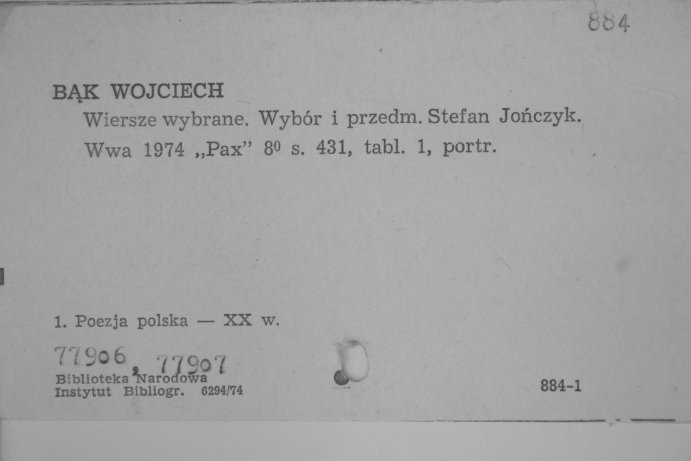 884
BĄK WOJCIECH
Wiersze wybrane. Wybór i przedm. Stefan Jończyk.
Wwa 1974 „Pax” 8⁰ s. 431, tabl. 1, portr.
1. Poezja polska — XX w.
77906, 77907
Biblioteka Narodowa
Instytut Bibliogr. 6294/74
884-1